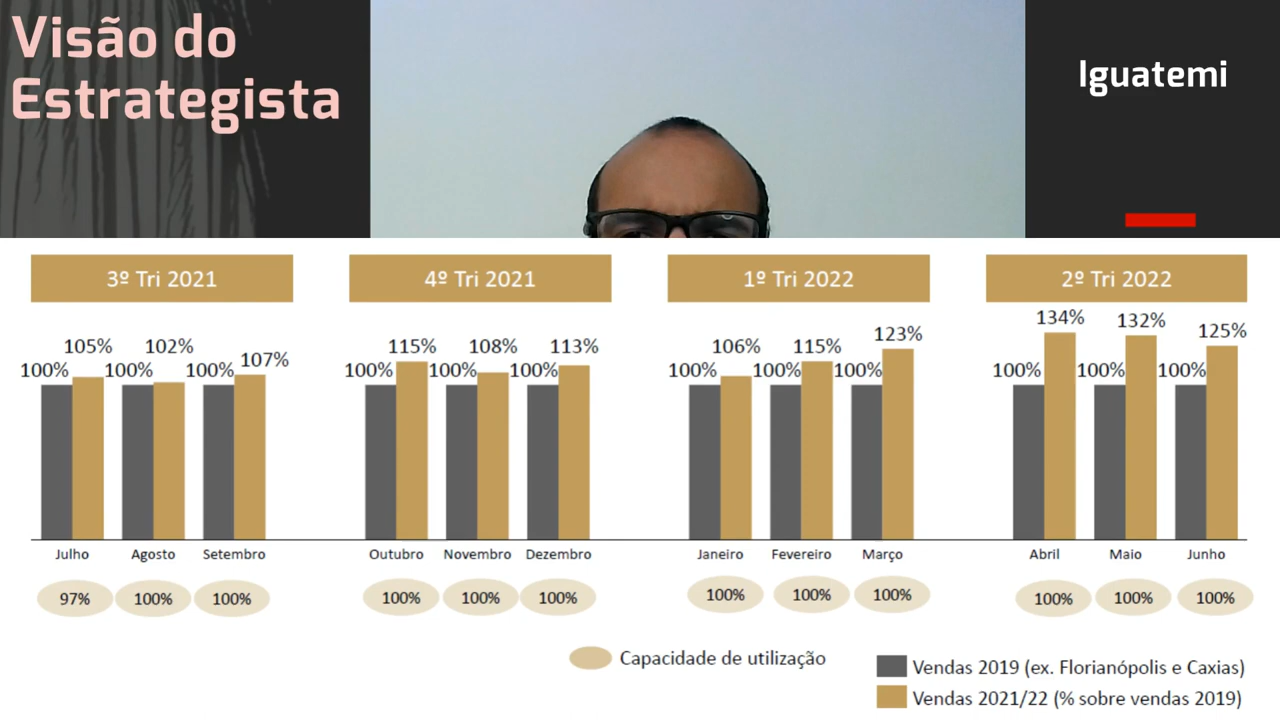 Visão do
Estrategista
Iguatemi
3º Tri 2021
4º Tri 2021
1º Tri 2022
2º Tri 2022
100% 105% 100% 102% 100% 107%
100% 115% 100% 108% 100% 113%
100% 106% 100% 115% 100% 123%
100% 134% 100% 132% 100% 125%
Julho Agosto Setembro
Outubro Novembro Dezembro
Janeiro Fevereiro Março
Abril Maio Junho
97% 100% 100%
100% 100% 100%
100% 100% 100%
100% 100% 100%
Capacidade de utilização
Vendas 2019 (ex. Florianópolis e Caxias)
Vendas 2021/22 (% sobre vendas 2019)